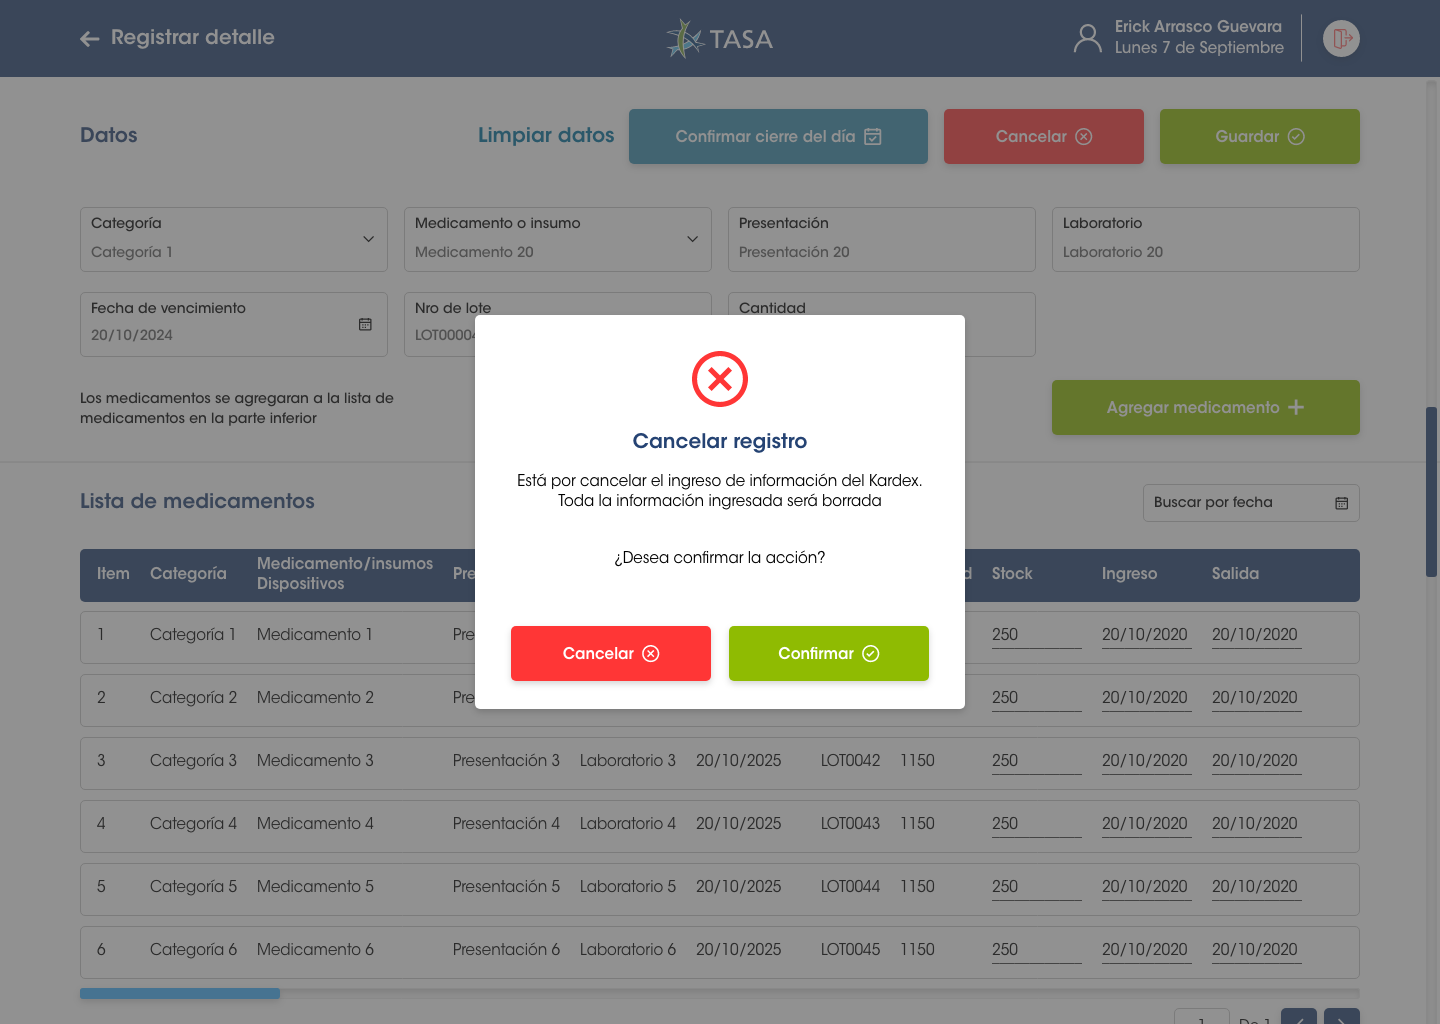 Registrar detalle
TASA
Erick Arrasco Guevara
Lunes 7 de Septiembre
Datos
Limpiar datos
Confirmar cierre del día
Cancelar
Guardar
Categoría
Categoría 1
Medicamento o insumo
Medicamento 20
Presentación
Presentación 20
Laboratorio
Laboratorio 20
Fecha de vencimiento
20/10/2024
Nro de lote
Cantidad
Los medicamentos se agregaran a la lista de
medicamentos en la parte inferior
Agregar medicamento
Cancelar registro
Está por cancelar el ingreso de información del Kardex.
Toda la información ingresada será borrada
¿Desea confirmar la acción?
Cancelar
Confirmar
Lista de medicamentos
Buscar por fecha
Item Categoría Medicamento/insumos Dispositivos Stock Ingreso Salida
1 Categoría 1 Medicamento 1 250 20/10/2020 20/10/2020
2 Categoría 2 Medicamento 2 250 20/10/2020 20/10/2020
3 Categoría 3 Medicamento 3 Presentación 3 Laboratorio 3 20/10/2025 LOT0042 1150 250 20/10/2020 20/10/2020
4 Categoría 4 Medicamento 4 Presentación 4 Laboratorio 4 20/10/2025 LOT0043 1150 250 20/10/2020 20/10/2020
5 Categoría 5 Medicamento 5 Presentación 5 Laboratorio 5 20/10/2025 LOT0044 1150 250 20/10/2020 20/10/2020
6 Categoría 6 Medicamento 6 Presentación 6 Laboratorio 6 20/10/2025 LOT0045 1150 250 20/10/2020 20/10/2020
De 1